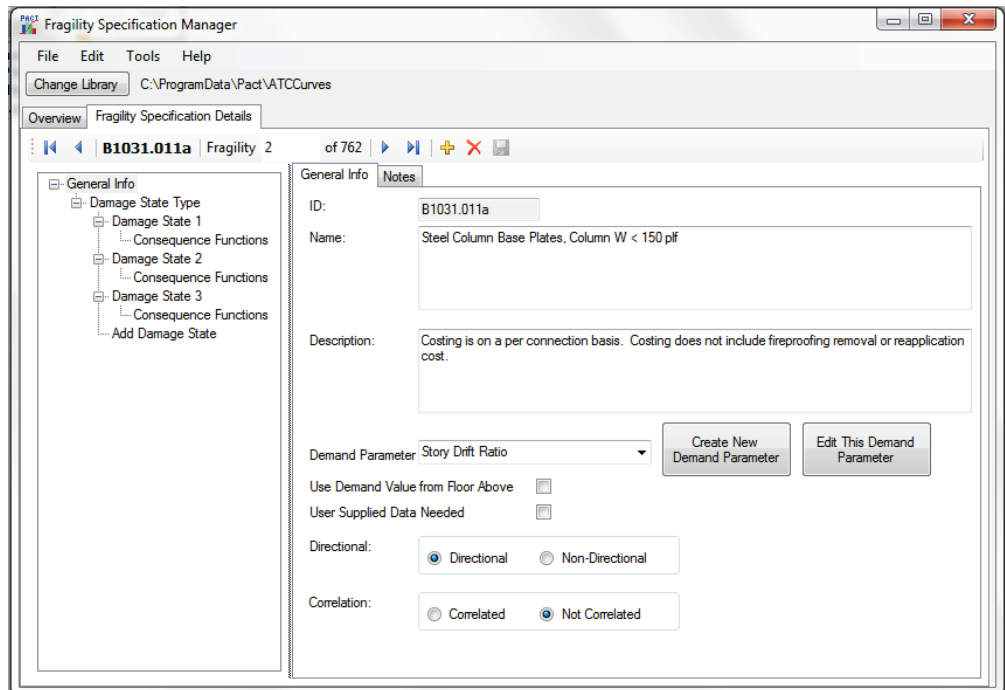 PACT Fragility Specification Manager
File Edit Tools Help
Change Library C:\ProgramData\Pact\ATCCurves
Overview Fragility Specification Details
B1031.011a Fragility 2 of 762
General Info
Damage State Type
Damage State 1
Consequence Functions
Damage State 2
Consequence Functions
Damage State 3
Consequence Functions
Add Damage State
General Info Notes
ID: B1031.011a
Name: Steel Column Base Plates, Column W < 150 plf
Description: Costing is on a per connection basis. Costing does not include fireproofing removal or reapplication
cost.
Demand Parameter Story Drift Ratio
Create New
Demand Parameter
Edit This Demand
Parameter
Use Demand Value from Floor Above
User Supplied Data Needed
Directional: Directional Non-Directional
Correlation: Correlated Not Correlated